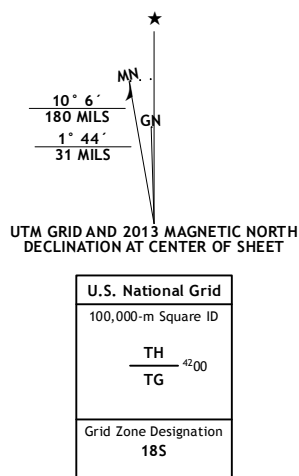 ★
MN
GN
10° 6´
180 MILS
1° 44´
31 MILS
UTM GRID AND 2013 MAGNETIC NORTH
DECLINATION AT CENTER OF SHEET
U.S. National Grid
100,000-m Square ID
TH
4200
TG
Grid Zone Designation
18S